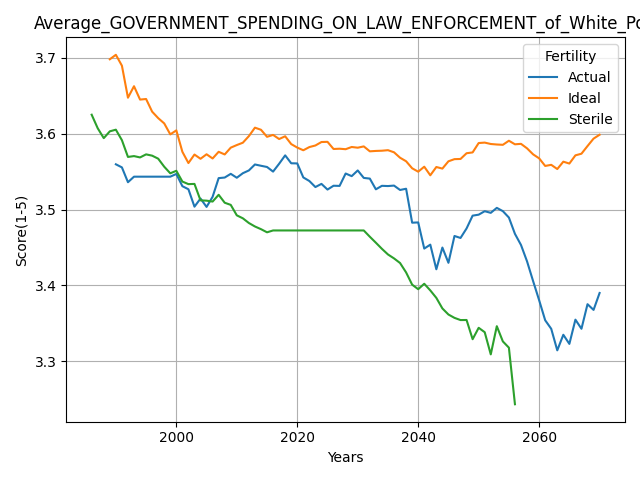 Average_GOVERNMENT_SPENDING_ON_LAW_ENFORCEMENT_of_White_Po
Fertility
Actual
Ideal
Sterile
Score(1-5)
3.7
3.6
3.5
3.4
3.3
2000 2020 2040 2060
Years